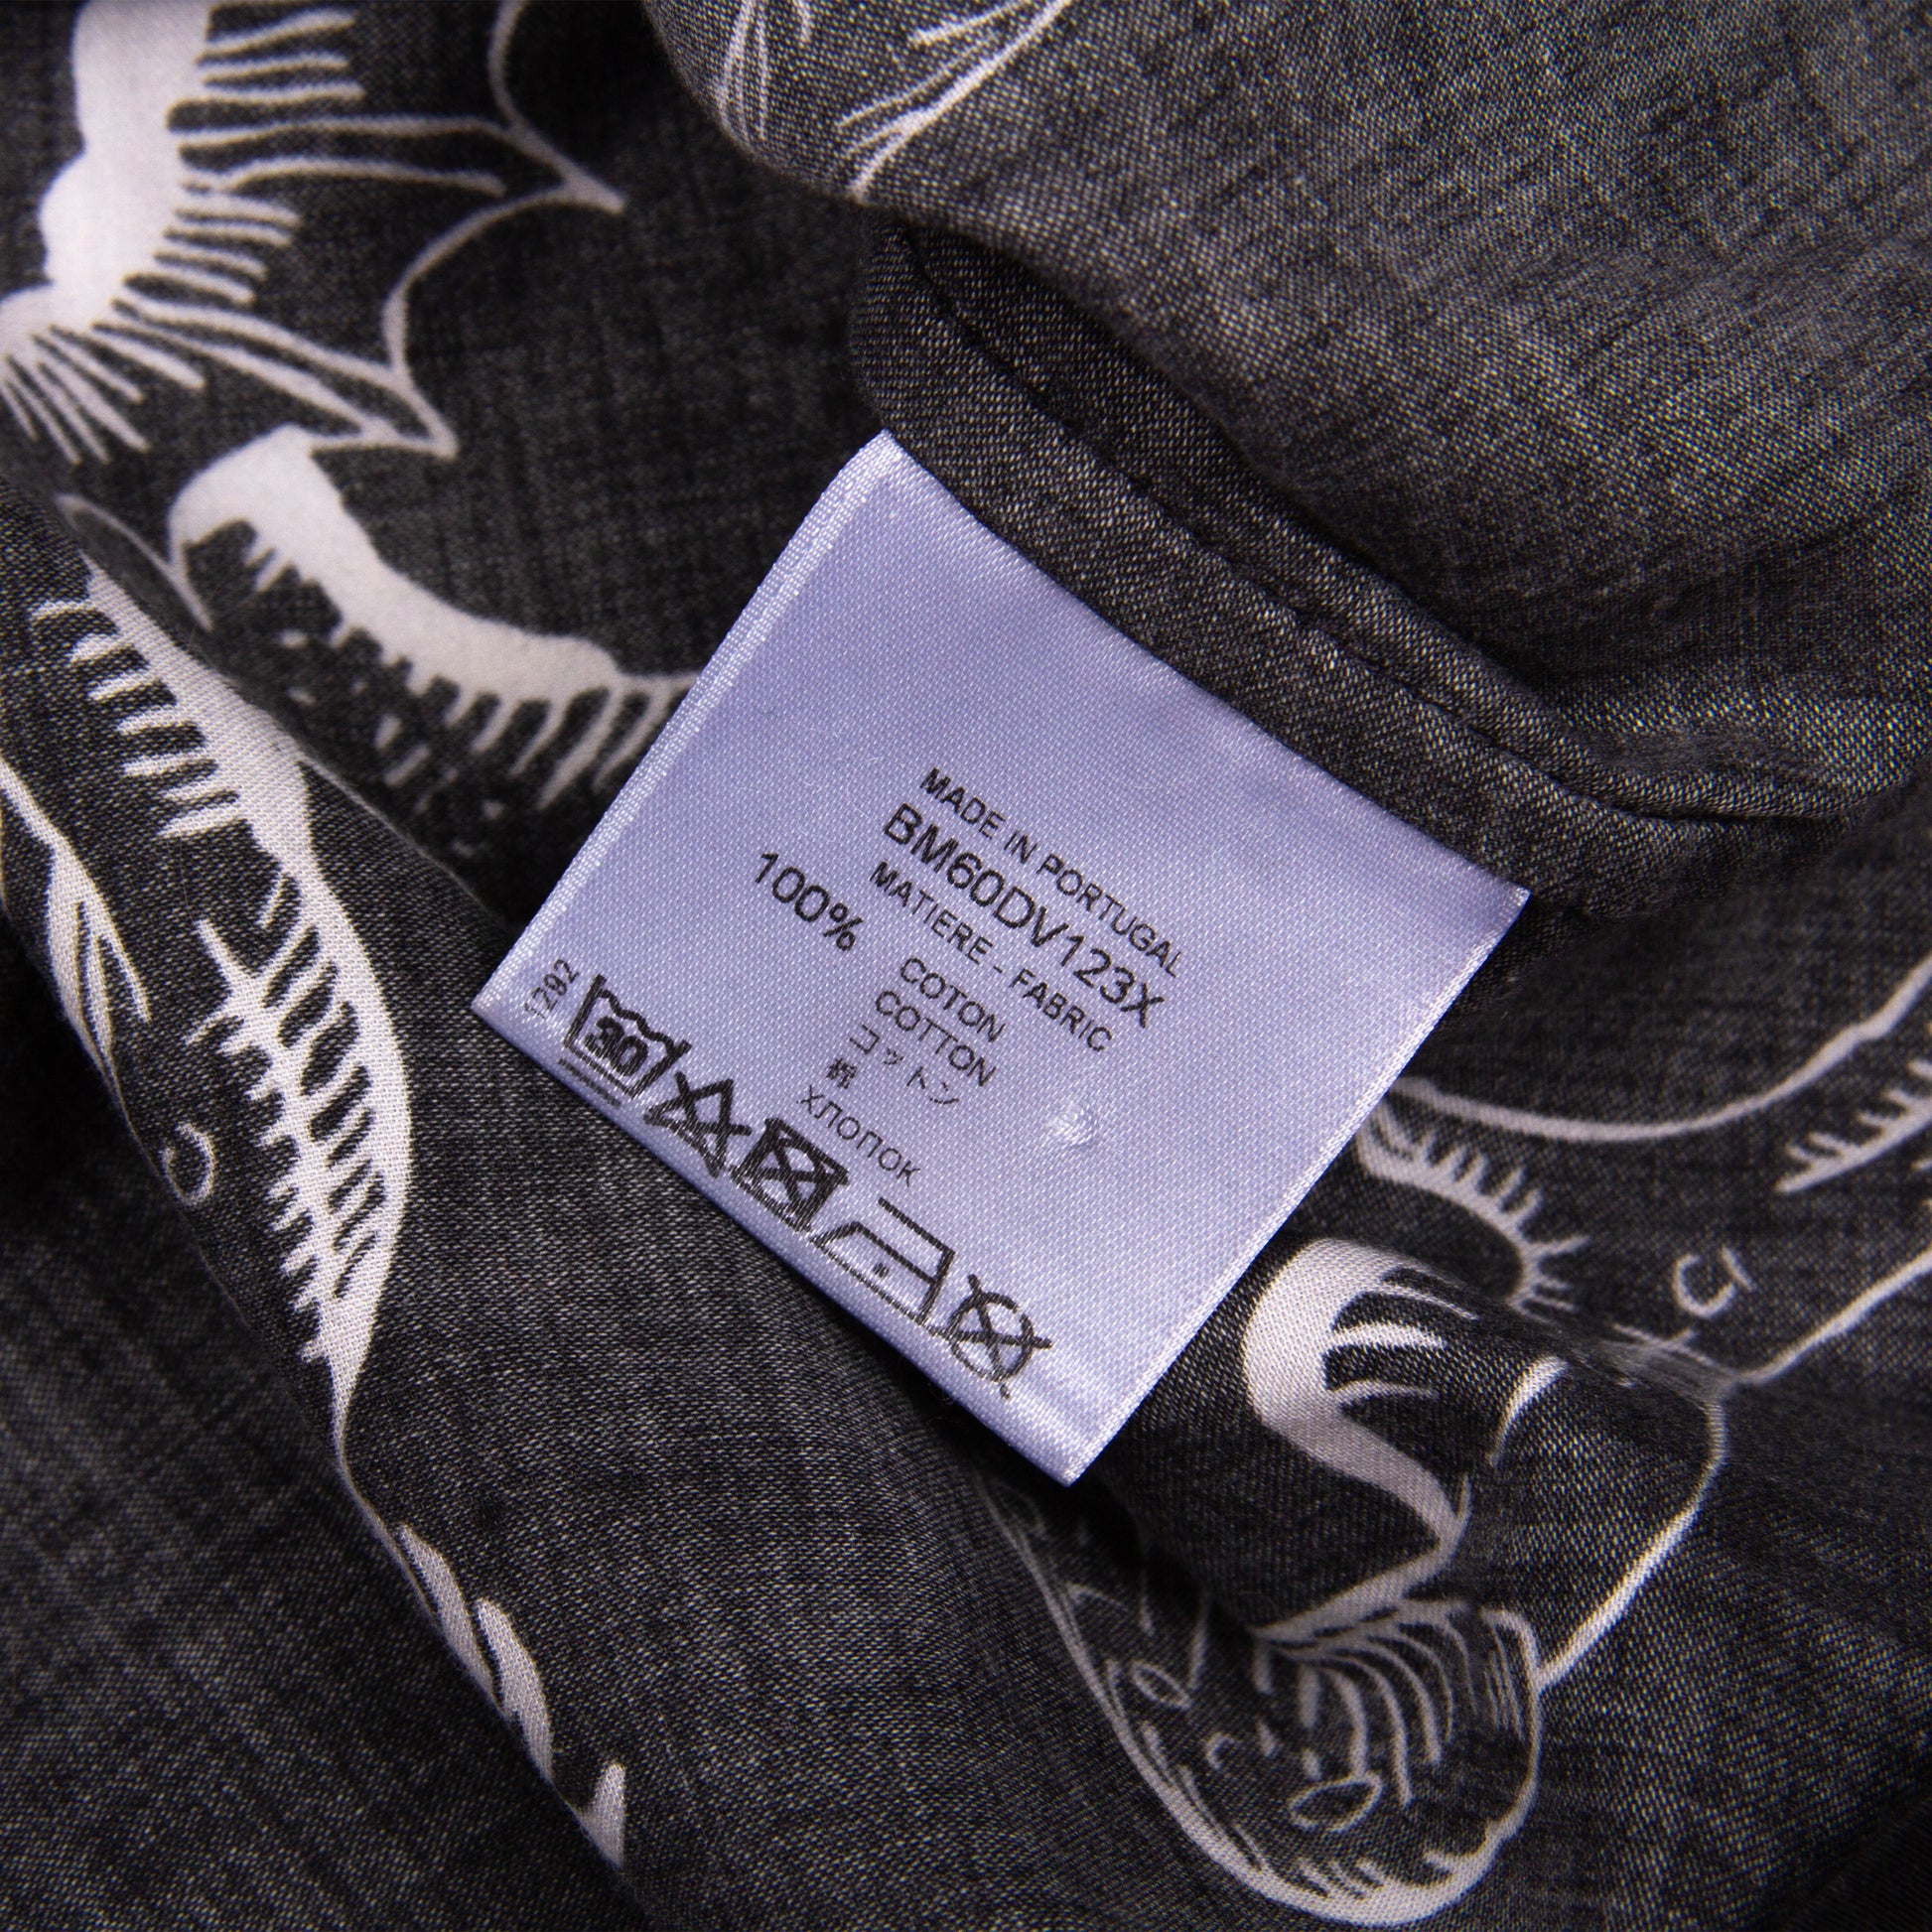 MADE IN PORTUGAL
BM60DV123X
MATIERE - FABRIC
100% COTON
COTTON
コットン
棉
хлопок
1292
30